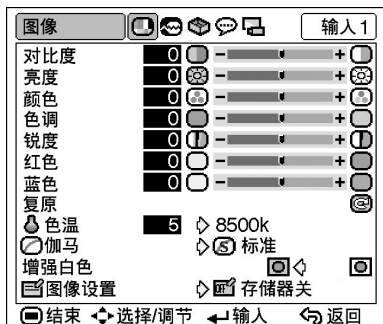 图像 输入1
对比度 0 - +
亮度 0 - +
颜色 0 - +
色调 0 - +
锐度 0 - +
红色 0 - +
蓝色 0 - +
复原
色温 5 8500k
伽马 S 标准
增强白色
图像设置 OFF 存储器关
结束 选择/调节 输入 返回